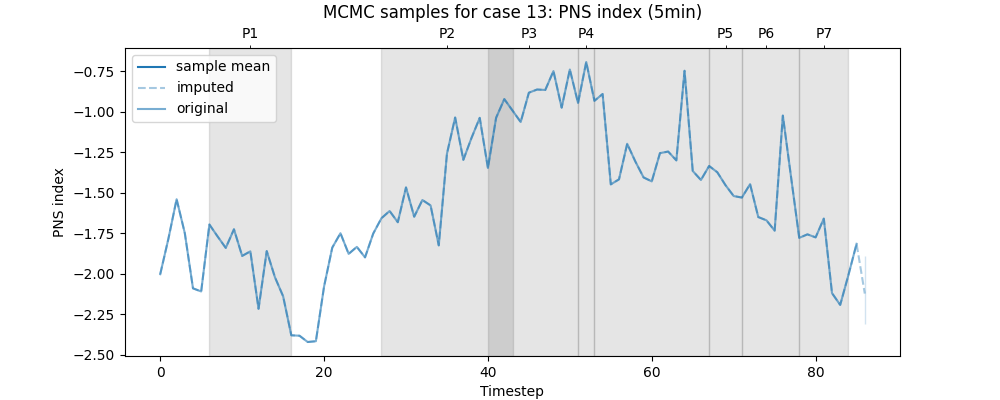 MCMC samples for case 13: PNS index (5min)
P1 P2 P3 P4 P5 P6 P7
sample mean
imputed
original
−0.75
−1.00
−1.25
−1.50
−1.75
−2.00
−2.25
−2.50
PNS index
0 20 40 60 80
Timestep